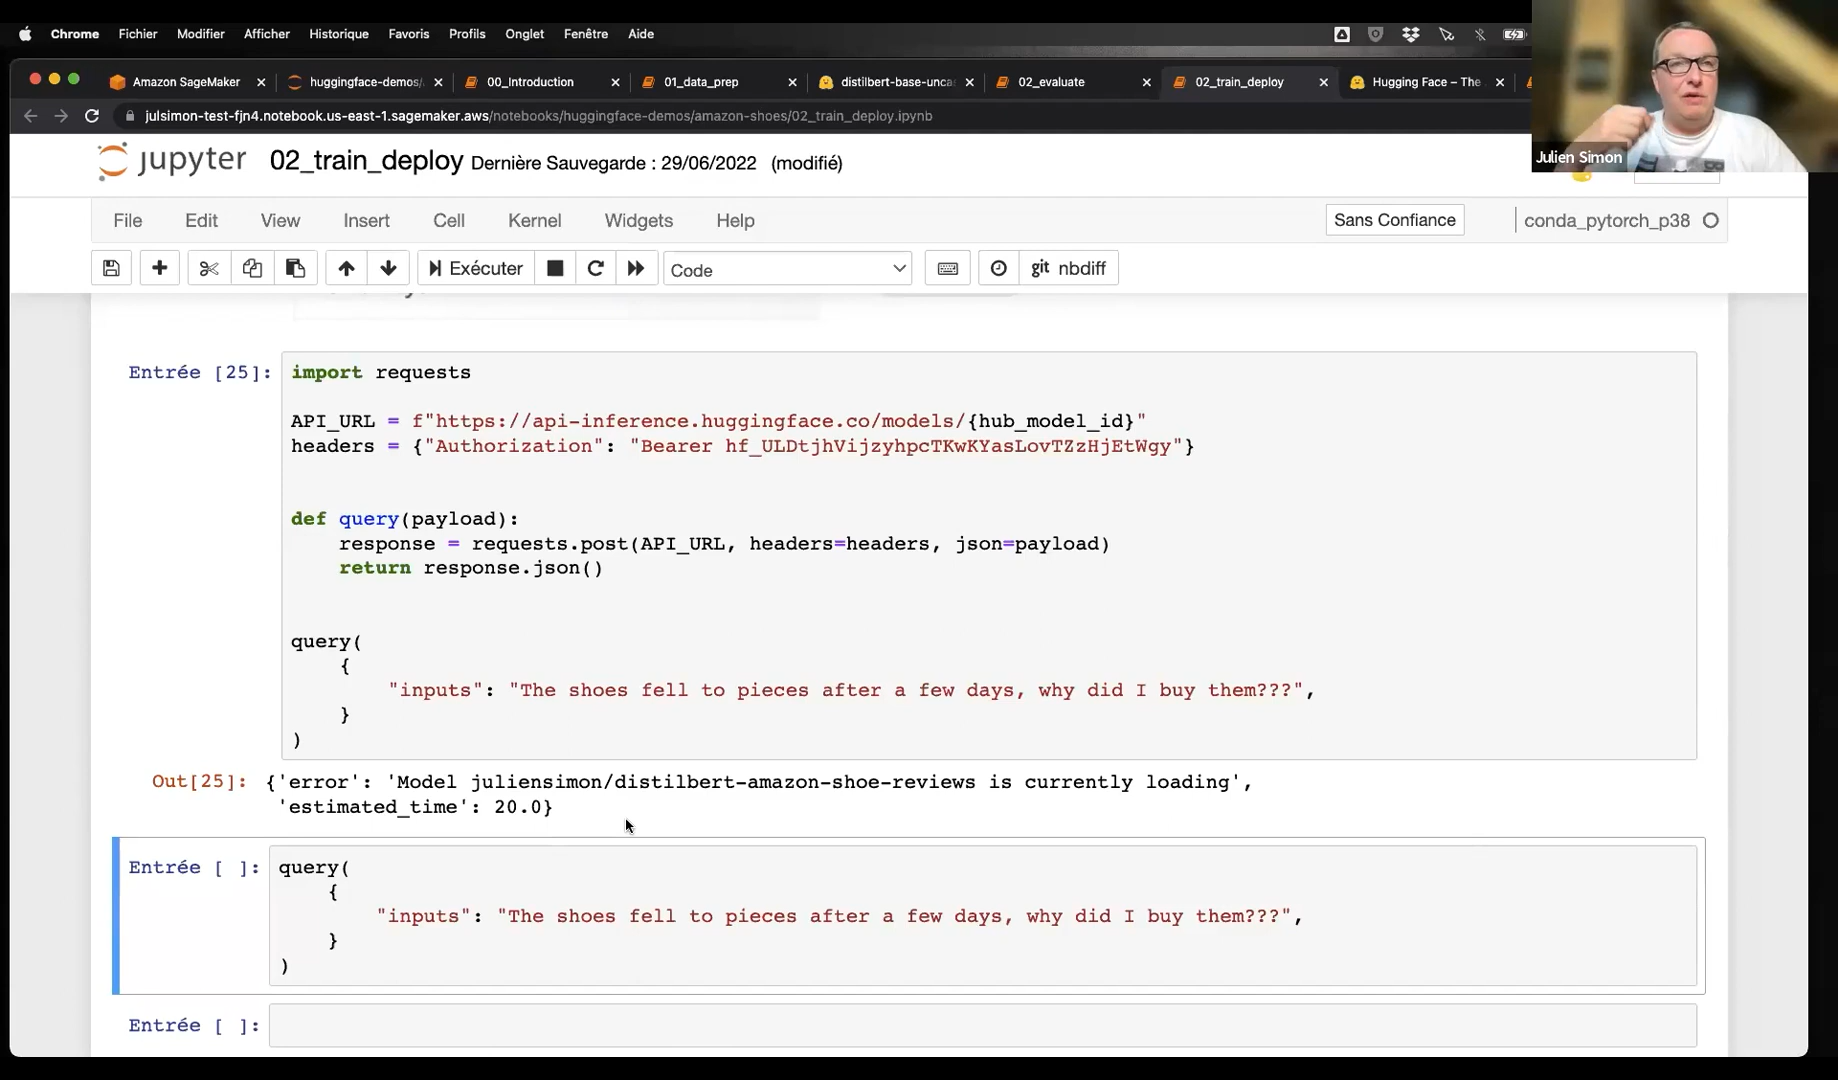 Chrome Fichier Modifier Afficher Historique Favoris Profils Onglet Fenêtre Aide
Amazon SageMaker huggingface-demos/ 00_Introduction 01_data_prep distilbert-base-unca 02_evaluate 02_train_deploy Hugging Face – The
julsimon-test-fjn4.notebook.us-east-1.sagemaker.aws/notebooks/huggingface-demos/amazon-shoes/02_train_deploy.ipynb
Julien Simon
jupyter 02_train_deploy Dernière Sauvegarde : 29/06/2022 (modifié)
File Edit View Insert Cell Kernel Widgets Help Sans Confiance conda_pytorch_p38
Exécuter Code git nbdiff
Entrée [25]: import requests
API_URL = f"https://api-inference.huggingface.co/models/{hub_model_id}"
headers = {"Authorization": "Bearer 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"}
def query(payload):
response = requests.post(API_URL, headers=headers, json=payload)
return response.json()
query(
{
"inputs": "The shoes fell to pieces after a few days, why did I buy them???",
}
)
Out[25]: {'error': 'Model juliensimon/distilbert-amazon-shoe-reviews is currently loading',
'estimated_time': 20.0}
Entrée [ ]: query(
{
"inputs": "The shoes fell to pieces after a few days, why did I buy them???",
}
)
Entrée [ ]: